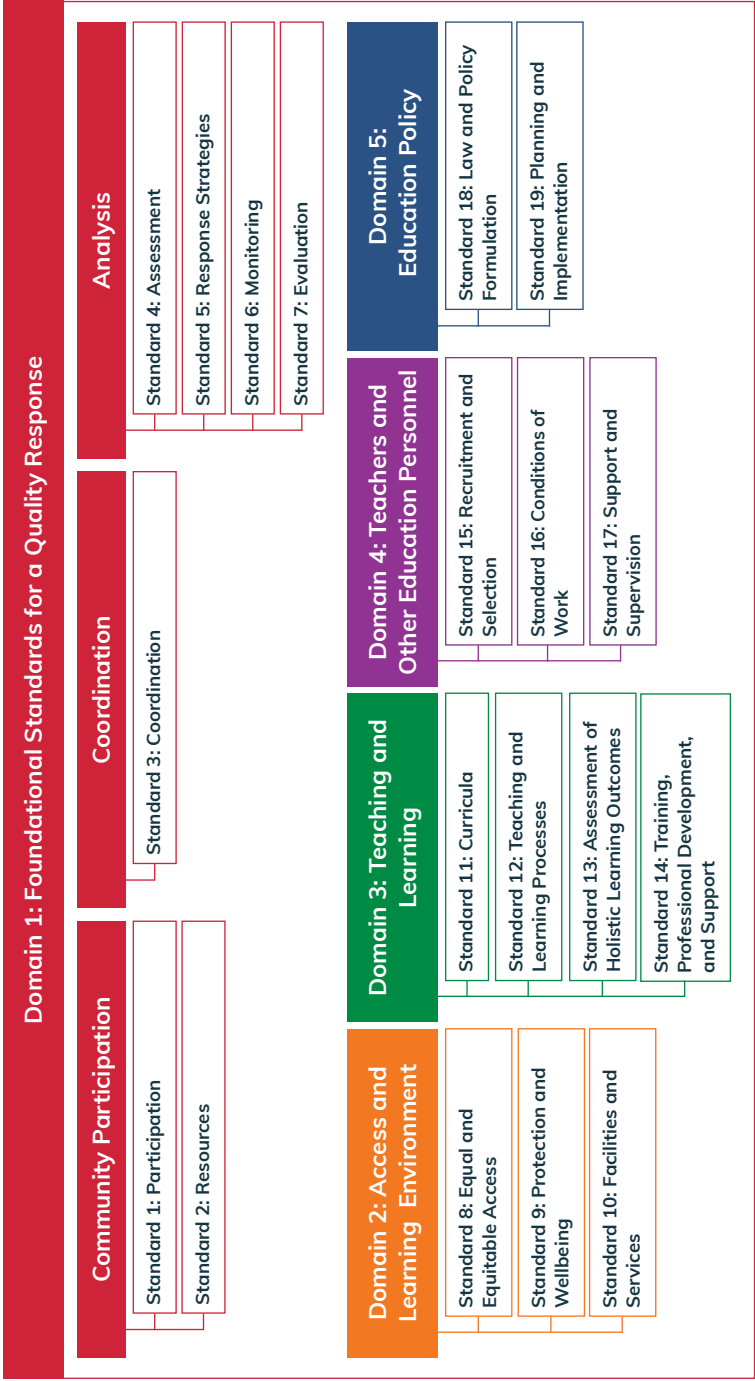 Domain 1: Foundational Standards for a Quality Response
Community Participation
Standard 1: Participation
Standard 2: Resources
Coordination
Standard 3: Coordination
Analysis
Standard 4: Assessment
Standard 5: Response Strategies
Standard 6: Monitoring
Standard 7: Evaluation
Domain 2: Access and
Learning Environment
Standard 8: Equal and
Equitable Access
Standard 9: Protection and
Wellbeing
Standard 10: Facilities and
Services
Domain 3: Teaching and
Learning
Standard 11: Curricula
Standard 12: Teaching and
Learning Processes
Standard 13: Assessment of
Holistic Learning Outcomes
Standard 14: Training,
Professional Development,
and Support
Domain 4: Teachers and
Other Education Personnel
Standard 15: Recruitment and
Selection
Standard 16: Conditions of
Work
Standard 17: Support and
Supervision
Domain 5:
Education Policy
Standard 18: Law and Policy
Formulation
Standard 19: Planning and
Implementation